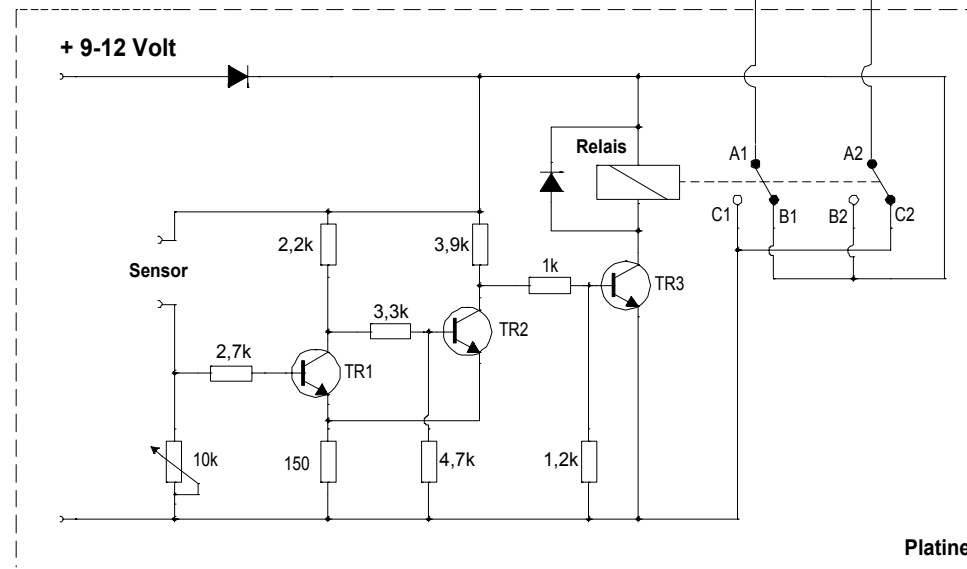 + 9-12 Volt
Relais
A1
A2
C1
B1
B2
C2
2,2k
3,9k
Sensor
1k
TR3
3,3k
TR2
2,7k
TR1
10k
150
4,7k
1,2k
Platine